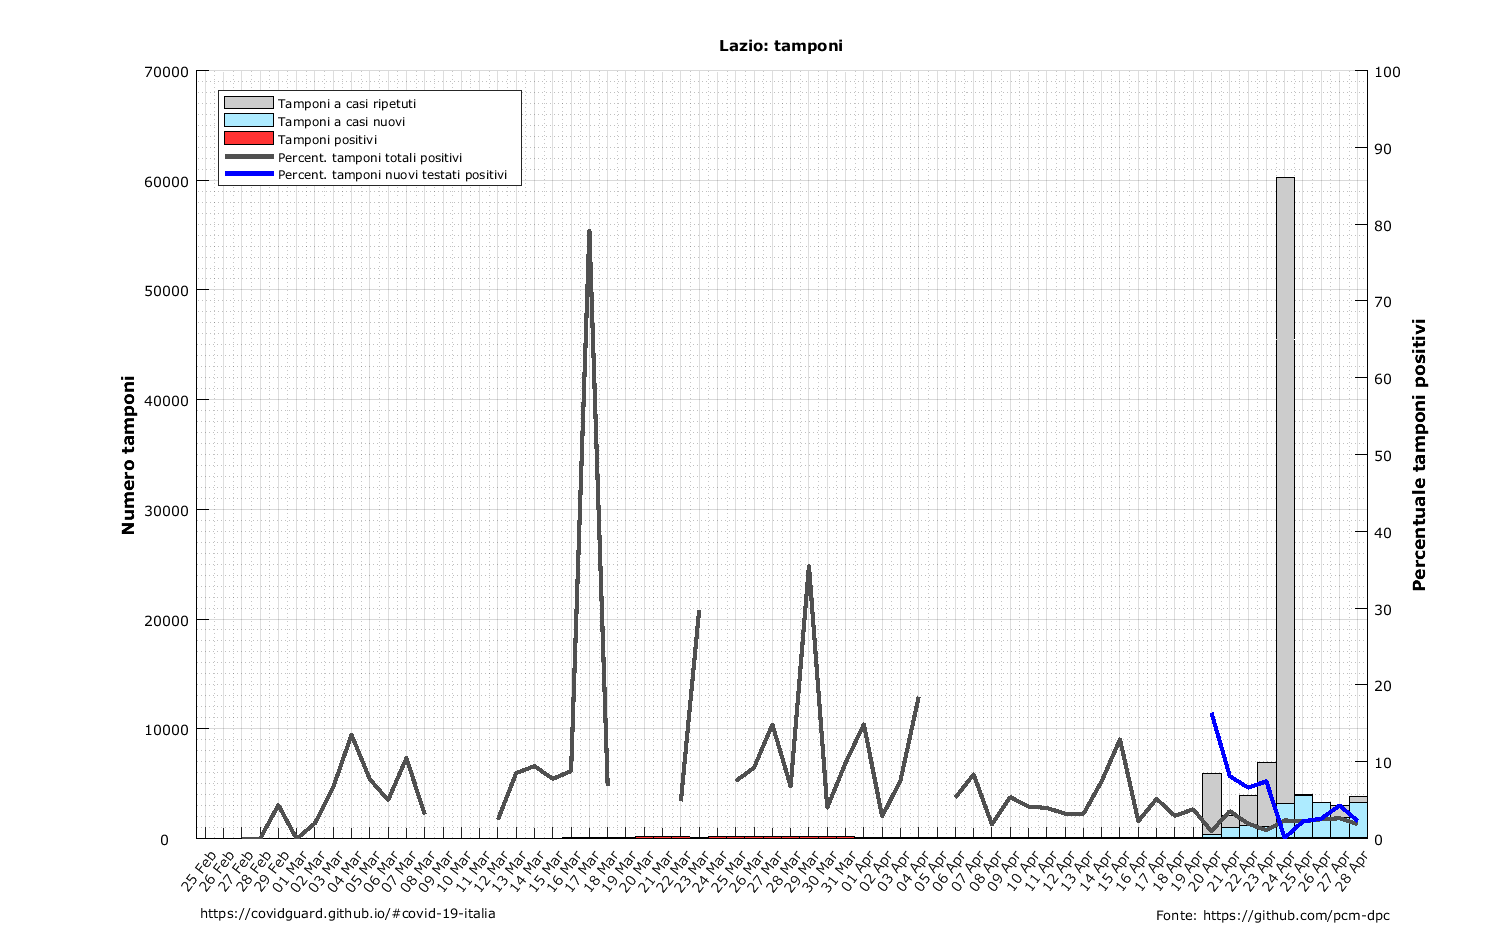 Lazio: tamponi
Tamponi a casi ripetuti
Tamponi a casi nuovi
Tamponi positivi
Percent. tamponi totali positivi
Percent. tamponi nuovi testati positivi
Numero tamponi
70000
60000
50000
40000
30000
20000
10000
0
Percentuale tamponi positivi
100
90
80
70
60
50
40
30
20
10
0
25 Feb
26 Feb
27 Feb
28 Feb
29 Feb
01 Mar
02 Mar
03 Mar
04 Mar
05 Mar
06 Mar
07 Mar
08 Mar
09 Mar
10 Mar
11 Mar
12 Mar
13 Mar
14 Mar
15 Mar
16 Mar
17 Mar
18 Mar
19 Mar
20 Mar
21 Mar
22 Mar
23 Mar
24 Mar
25 Mar
26 Mar
27 Mar
28 Mar
29 Mar
30 Mar
31 Mar
01 Apr
02 Apr
03 Apr
04 Apr
05 Apr
06 Apr
07 Apr
08 Apr
09 Apr
10 Apr
11 Apr
12 Apr
13 Apr
14 Apr
15 Apr
16 Apr
17 Apr
18 Apr
19 Apr
20 Apr
21 Apr
22 Apr
23 Apr
24 Apr
25 Apr
26 Apr
27 Apr
28 Apr
https://covidguard.github.io/#covid-19-italia
Fonte: https://github.com/pcm-dpc